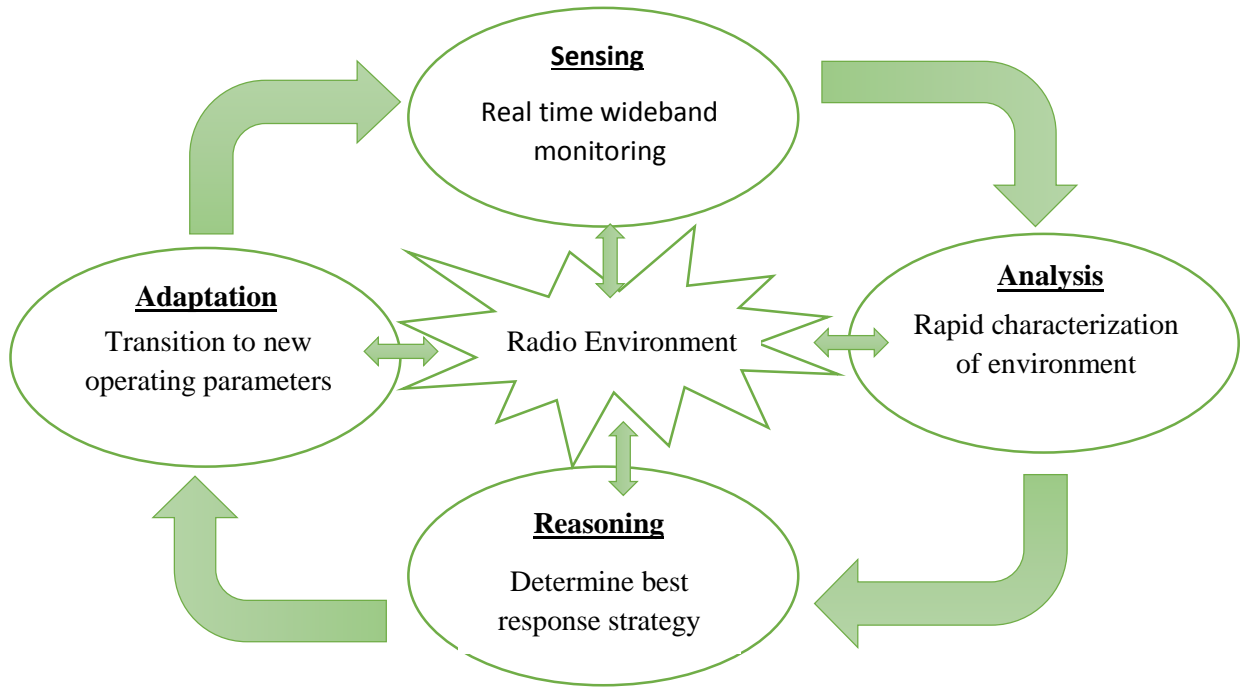 Sensing
Real time wideband
monitoring
Adaptation
Transition to new
operating parameters
Radio Environment
Analysis
Rapid characterization
of environment
Reasoning
Determine best
response strategy